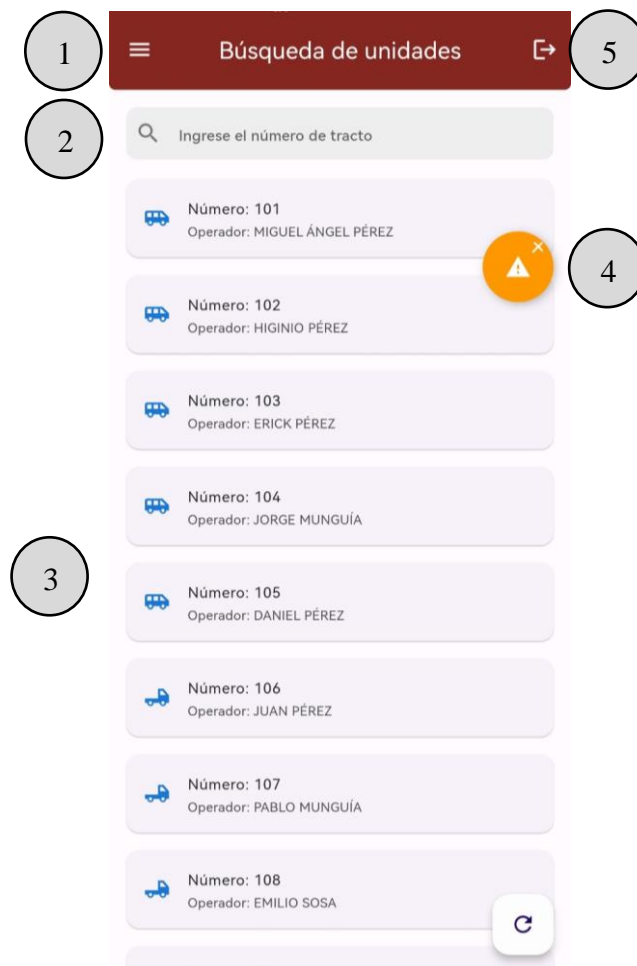 1
Búsqueda de unidades
5
2
Ingrese el número de tracto
Número: 101
Operador: MIGUEL ÁNGEL PÉREZ
4
Número: 102
Operador: HIGINIO PÉREZ
Número: 103
Operador: ERICK PÉREZ
Número: 104
Operador: JORGE MUNGUÍA
3
Número: 105
Operador: DANIEL PÉREZ
Número: 106
Operador: JUAN PÉREZ
Número: 107
Operador: PABLO MUNGUÍA
Número: 108
Operador: EMILIO SOSA